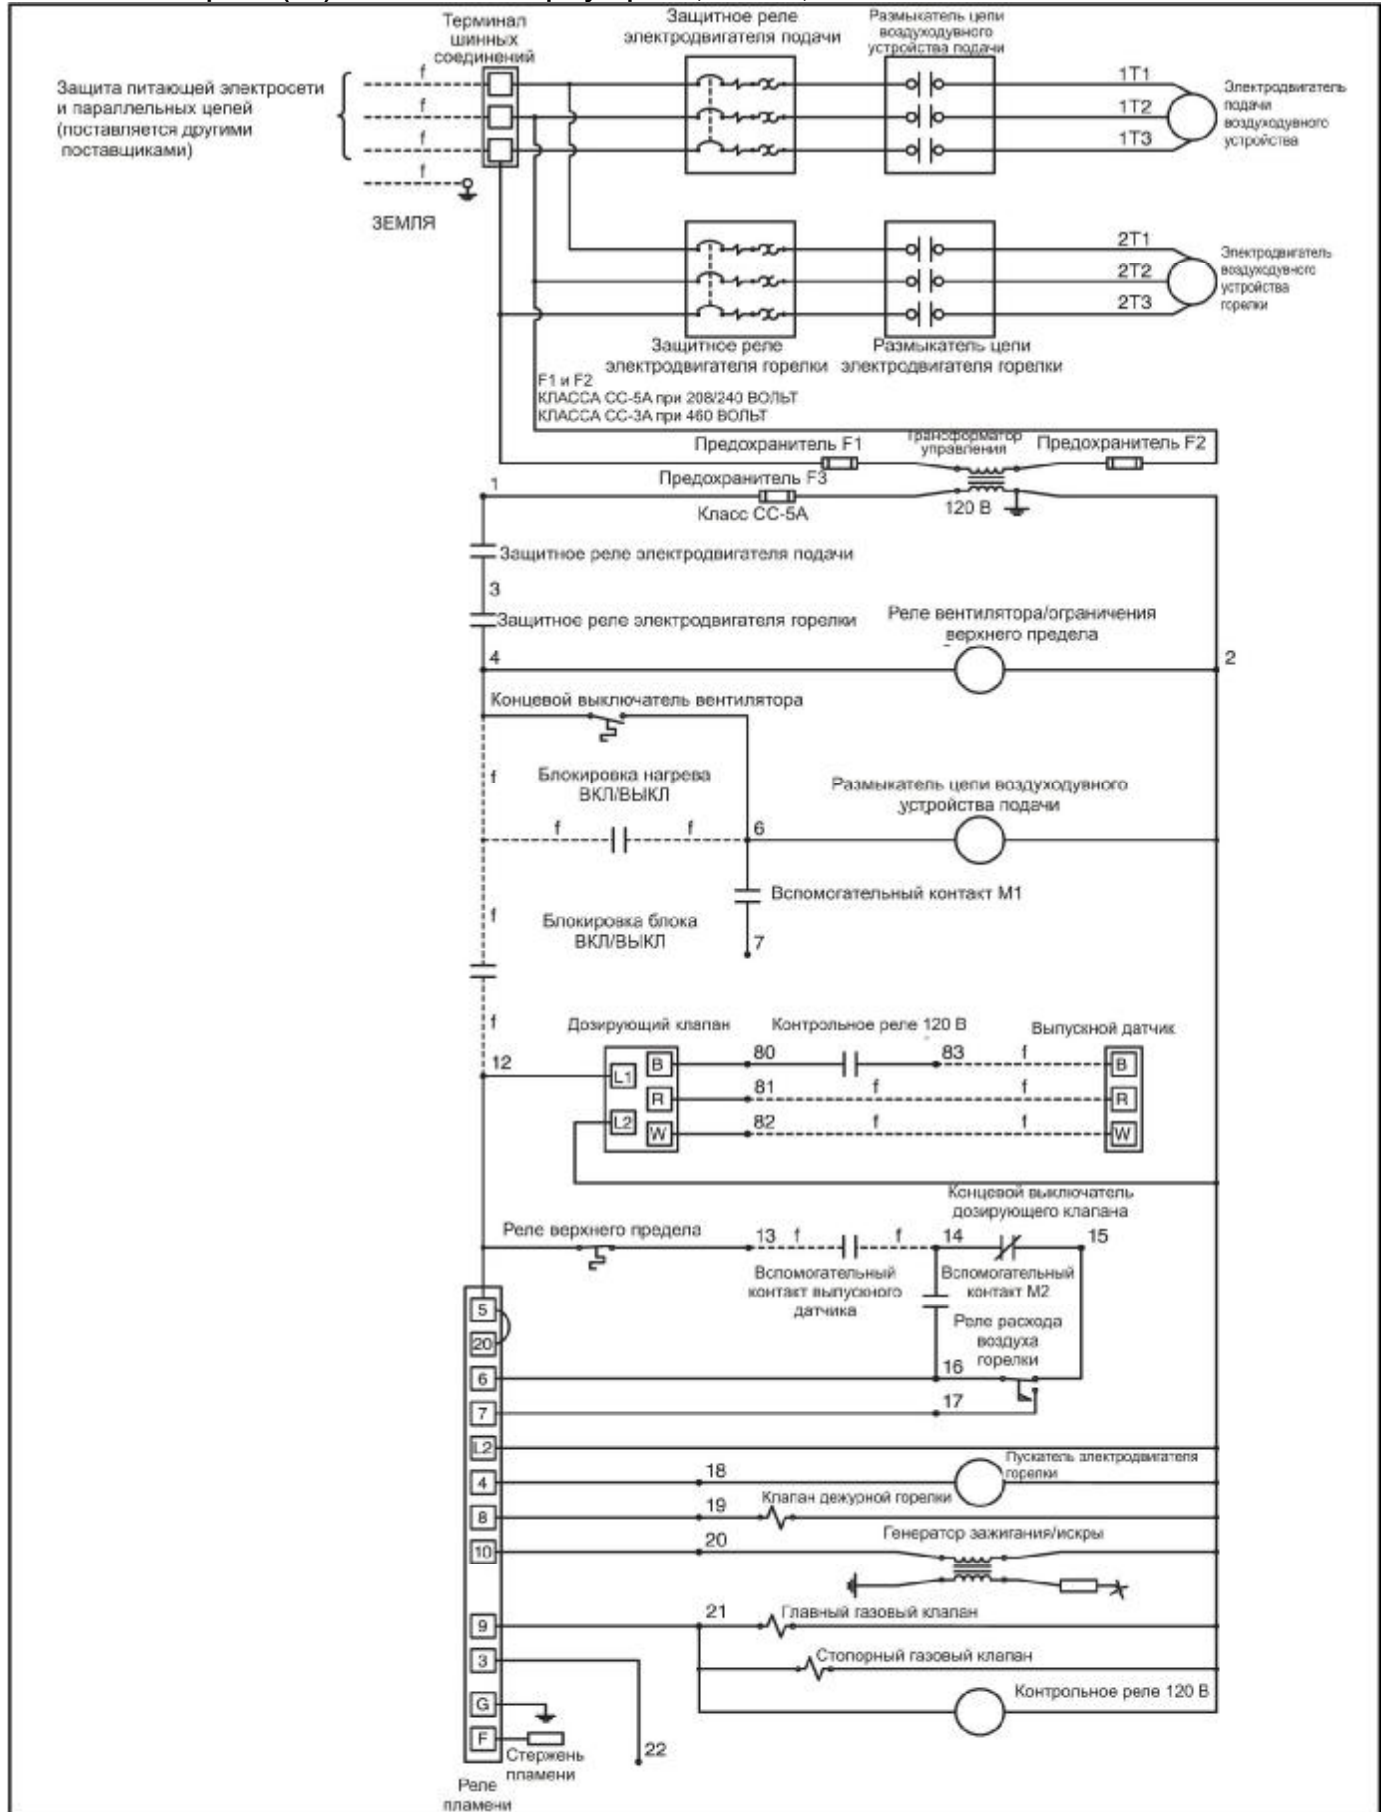 Терминал
шинных
соединений
Защитное реле
электродвигателя подачи
Размыкатель цепи
воздуходувного
устройства подачи
Защита питающей электросети
и параллельных цепей
(поставляется другими
поставщиками)
f
f
f
f
ЗЕМЛЯ
1T1
1T2
1T3
Электродвигатель
подачи
воздуходувного
устройства
2T1
2T2
2T3
Электродвигатель
воздуходувного
устройства
горелки
Защитное реле
электродвигателя горелки
Размыкатель цепи
электродвигателя горелки
F1 и F2
КЛАССА CC-5A при 208/240 ВОЛЬТ
КЛАССА CC-3A при 460 ВОЛЬТ
Предохранитель F1
Трансформатор
управления
Предохранитель F2
Предохранитель F3
Класс CC-5A
120 В
1
Защитное реле электродвигателя подачи
3
Защитное реле электродвигателя горелки
Реле вентилятора/ограничения
верхнего предела
4
2
Концевой выключатель вентилятора
f
Блокировка нагрева
ВКЛ/ВЫКЛ
Размыкатель цепи воздуходувного
устройства подачи
f
f
6
Вспомогательный контакт M1
f
Блокировка блока
ВКЛ/ВЫКЛ
7
f
Дозирующий клапан
Контрольное реле 120 В
Выпускной датчик
12
L1
B
80
83
f
B
R
81
f
f
R
L2
W
82
f
f
W
Концевой выключатель
дозирующего клапана
Реле верхнего предела
13
f
f
14
15
Вспомогательный
контакт выпускного
датчика
Вспомогательный
контакт M2
Реле расхода
воздуха
горелки
5
20
6
16
7
17
L2
Пускатель электродвигателя
горелки
4
18
8
19
Клапан дежурной горелки
10
20
Генератор зажигания/искры
9
21
Главный газовый клапан
3
Стопорный газовый клапан
G
Контрольное реле 120 В
F
Стержень
пламени
22
Реле
пламени